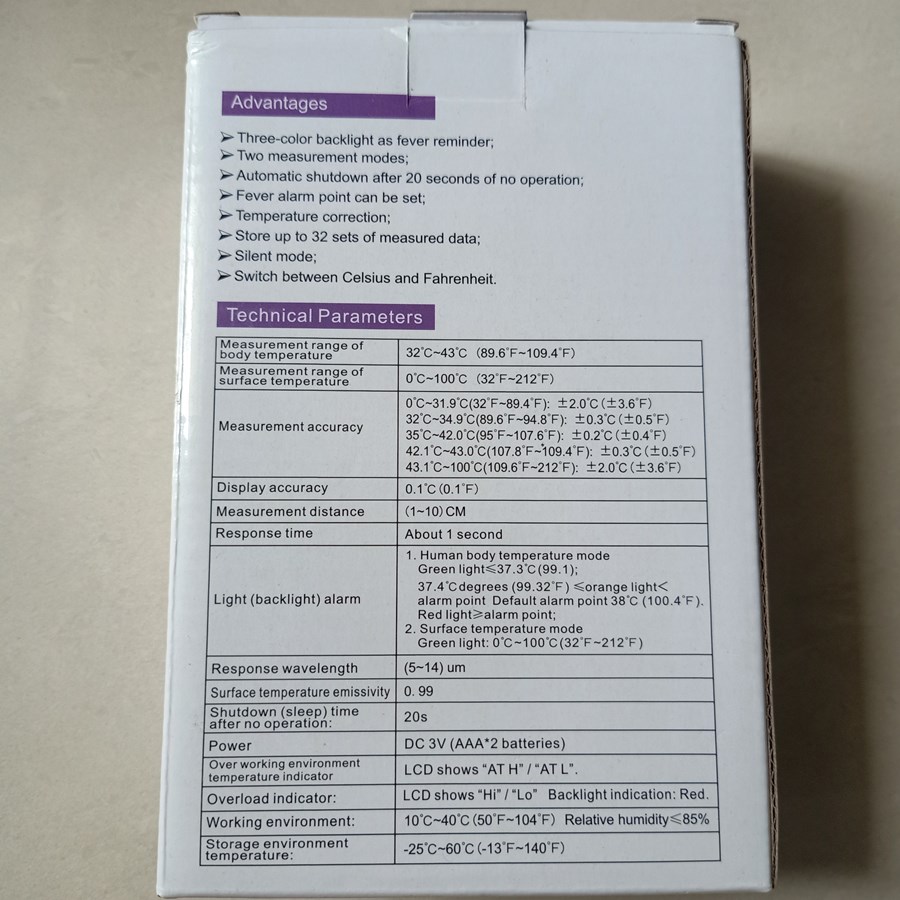 Advantages
➢ Three-color backlight as fever reminder;
➢ Two measurement modes;
➢ Automatic shutdown after 20 seconds of no operation;
➢ Fever alarm point can be set;
➢ Temperature correction;
➢ Store up to 32 sets of measured data;
➢ Silent mode;
➢ Switch between Celsius and Fahrenheit.
Technical Parameters
Measurement range of
body temperature
32℃~43℃ (89.6℉~109.4℉)
Measurement range of
surface temperature
0℃~100℃ (32℉~212℉)
Measurement accuracy
0℃~31.9℃(32℉~89.4℉): ±2.0℃(±3.6℉)
32℃~34.9℃(89.6℉~94.8℉): ±0.3℃(±0.5℉)
35℃~42.0℃(95℉~107.6℉): ±0.2℃(±0.4℉)
42.1℃~43.0℃(107.8℉~109.4℉): ±0.3℃(±0.5℉)
43.1℃~100℃(109.6℉~212℉): ±2.0℃(±3.6℉)
Display accuracy
0.1℃(0.1℉)
Measurement distance
(1~10)CM
Response time
About 1 second
Light (backlight) alarm
1. Human body temperature mode
Green light≤37.3℃(99.1);
37.4℃degrees (99.32℉) ≤orange light<
alarm point Default alarm point 38℃(100.4℉).
Red light≥alarm point;
2. Surface temperature mode
Green light: 0℃~100℃(32℉~212℉)
Response wavelength
(5~14) um
Surface temperature emissivity
0. 99
Shutdown (sleep) time
after no operation:
20s
Power
DC 3V (AAA*2 batteries)
Over working environment
temperature indicator
LCD shows “AT H” / “AT L”.
Overload indicator:
LCD shows “Hi” / “Lo” Backlight indication: Red.
Working environment:
10℃~40℃(50℉~104℉) Relative humidity≤85%
Storage environment
temperature:
-25℃~60℃(-13℉~140℉)